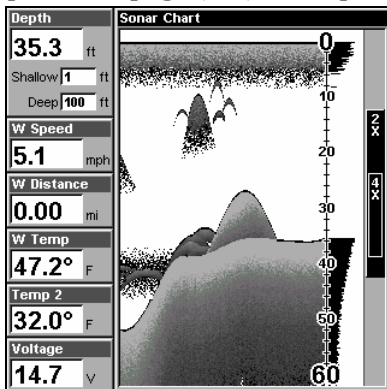 Depth
35.3 ft
Shallow 1 ft
Deep 100 ft
W Speed
5.1 mph
W Distance
0.00 mi
W Temp
47.2° F
Temp 2
32.0° F
Voltage
14.7 V
Sonar Chart
0
10
20
30
40
50
60
2X
4X